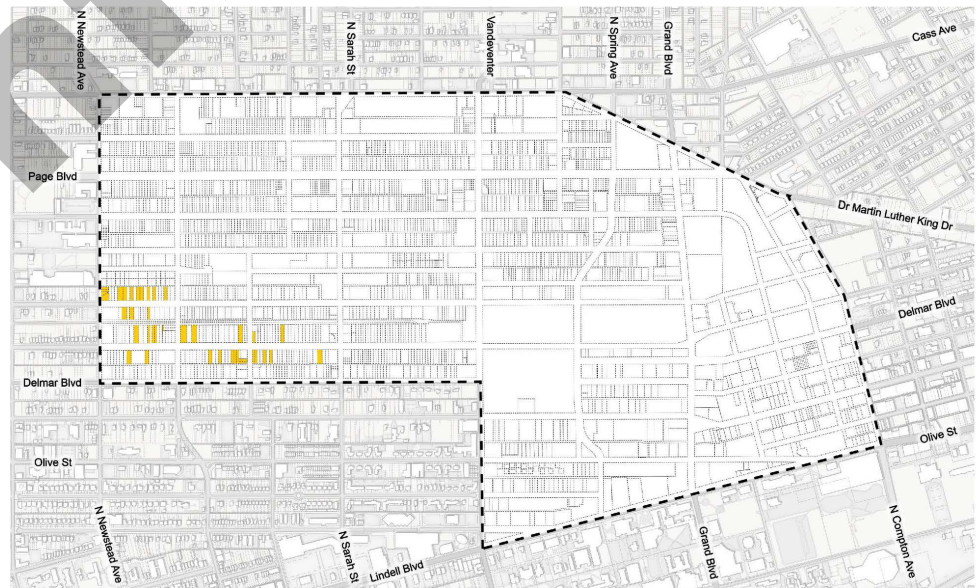 N Newstead Ave
N Sarah St
Vandeventer
N Spring Ave
Grand Blvd
Cass Ave
Page Blvd
Dr Martin Luther King Dr
Delmar Blvd
Delmar Blvd
Olive St
Olive St
N Newstead Ave
N Sarah St
Lindell Blvd
Grand Blvd
N Compton Ave